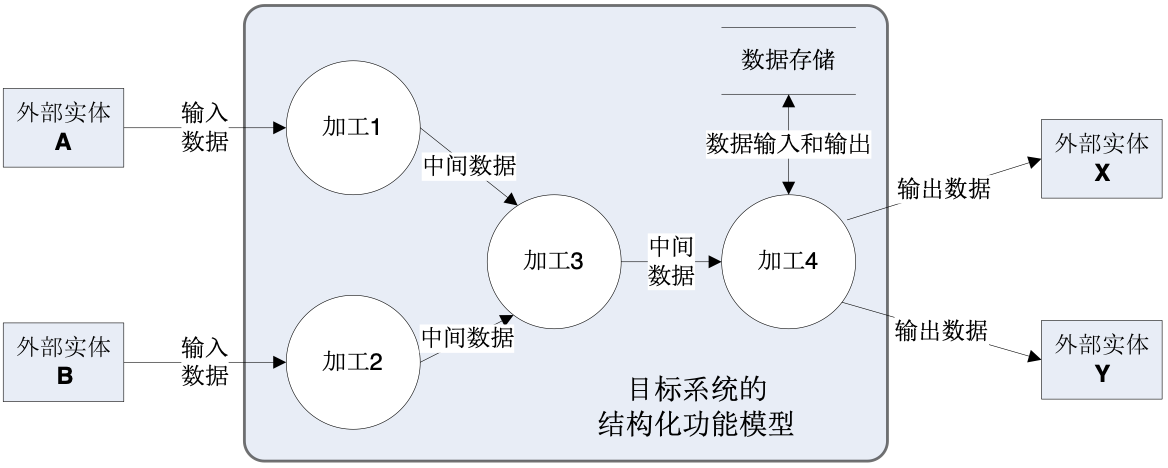 外部实体
A
输入
数据
加工1
中间数据
数据存储
数据输入和输出
外部实体
X
输出数据
加工3
中间
数据
加工4
外部实体
B
输入
数据
加工2
中间数据
输出数据
外部实体
Y
目标系统的
结构化功能模型